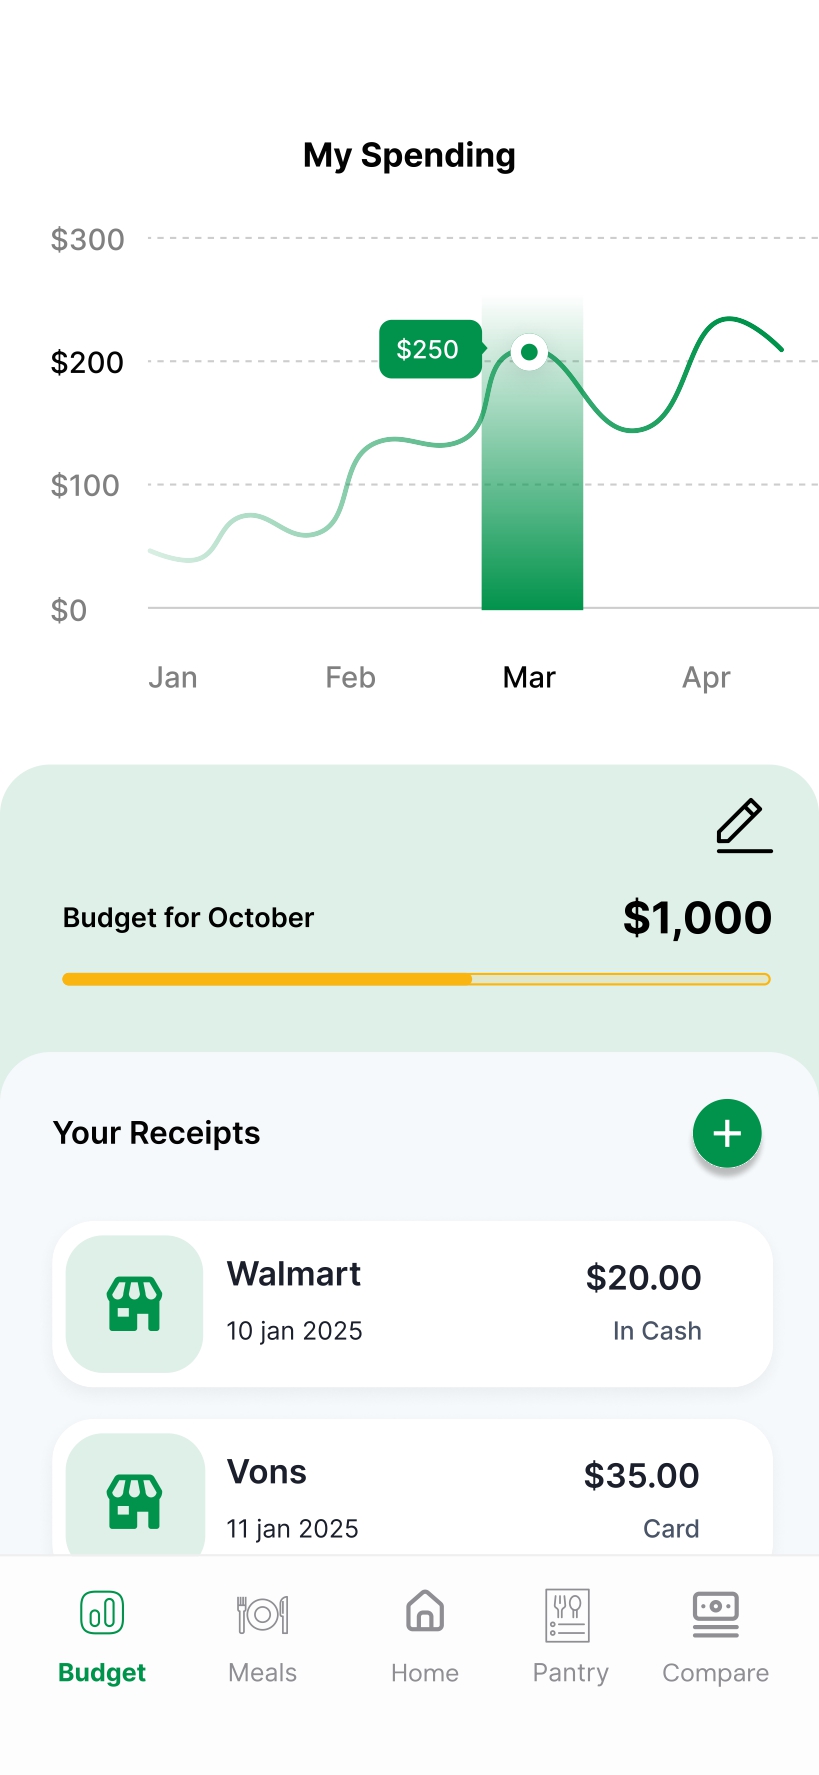 My Spending
$300
$250
$200
$100
$0
Jan Feb Mar Apr
Budget for October $1,000
Your Receipts
Walmart $20.00
10 jan 2025 In Cash
Vons $35.00
11 jan 2025 Card
Budget Meals Home Pantry Compare